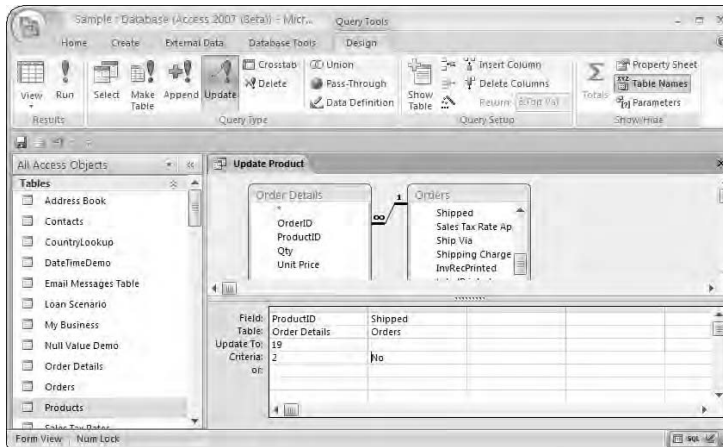 Sample : Database (Access 2007 (Beta)) - Micr... Query Tools
Home Create External Data Database Tools Design
View
Run
Results
Select
Make Table
Append
Update
Crosstab
Delete
Union
Pass-Through
Data Definition
Query Type
Show Table
Insert Column
Delete Columns
Return:
Query Setup
Totals
Property Sheet
Table Names
Parameters
Show/Hide
All Access Objects
Tables
Address Book
Contacts
CountryLookup
DateTimeDemo
Email Messages Table
Loan Scenario
My Business
Null Value Demo
Order Details
Orders
Products
Sales Tax Rates
Update Product
Order Details
*
OrderID
ProductID
Qty
Unit Price
∞ 1
Orders
Shipped
Sales Tax Rate Ap
Ship Via
Shipping Charge
InvRecPrinted
Field: ProductID Shipped
Table: Order Details Orders
Update To: 19
Criteria: 2 No
or:
Form View Num Lock
SQL